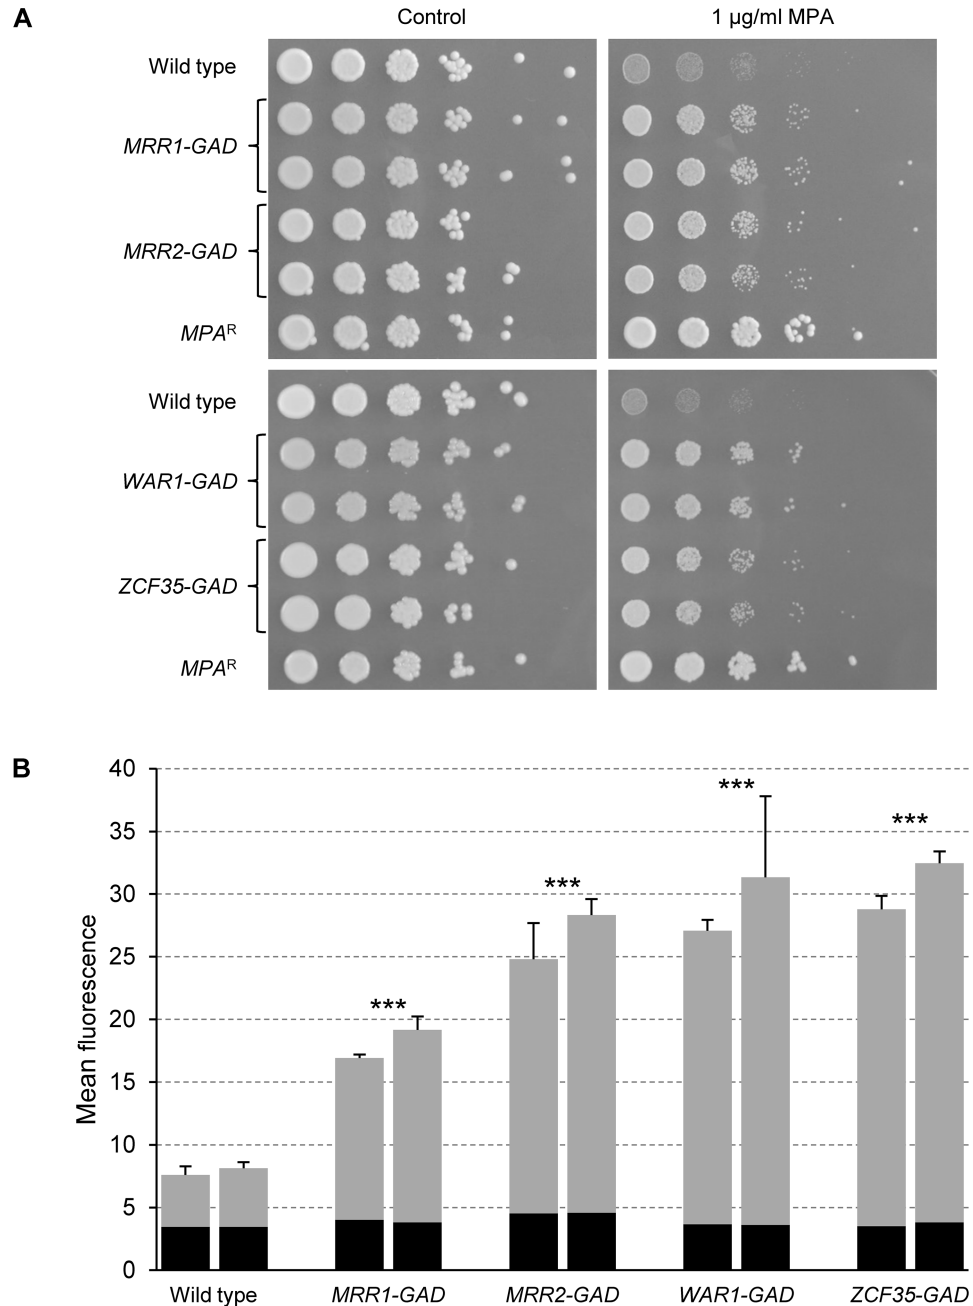 A
Control
1 µg/ml MPA
Wild type
MRR1-GAD
MRR2-GAD
MPAᴿ
Wild type
WAR1-GAD
ZCF35-GAD
MPAᴿ
B
40
35
30
25
20
15
10
5
0
Mean fluorescence
***
***
***
***
Wild type
MRR1-GAD
MRR2-GAD
WAR1-GAD
ZCF35-GAD